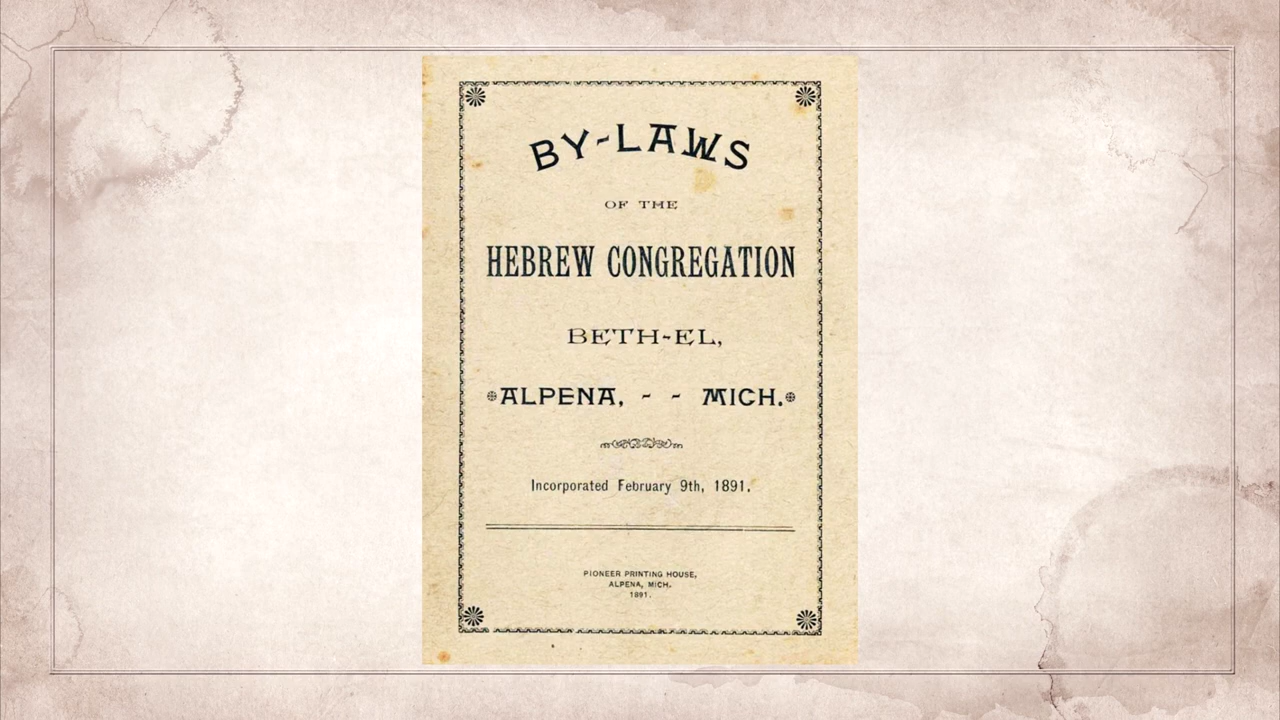 BY-LAWS
OF THE
HEBREW CONGREGATION
BETH-EL,
ALPENA, - - MICH.
Incorporated February 9th, 1891.
PIONEER PRINTING HOUSE,
ALPENA, MICH.
1891.